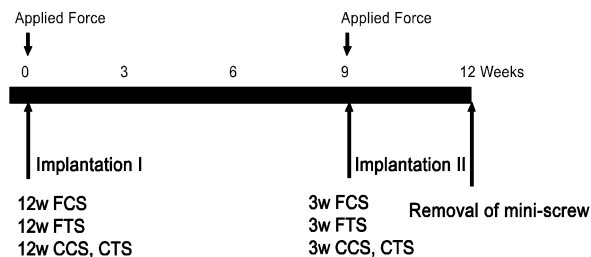 Applied Force Applied Force
0 3 6 9 12 Weeks
Implantation I Implantation II
12w FCS 3w FCS Removal of mini-screw
12w FTS 3w FTS
12w CCS, CTS 3w CCS, CTS